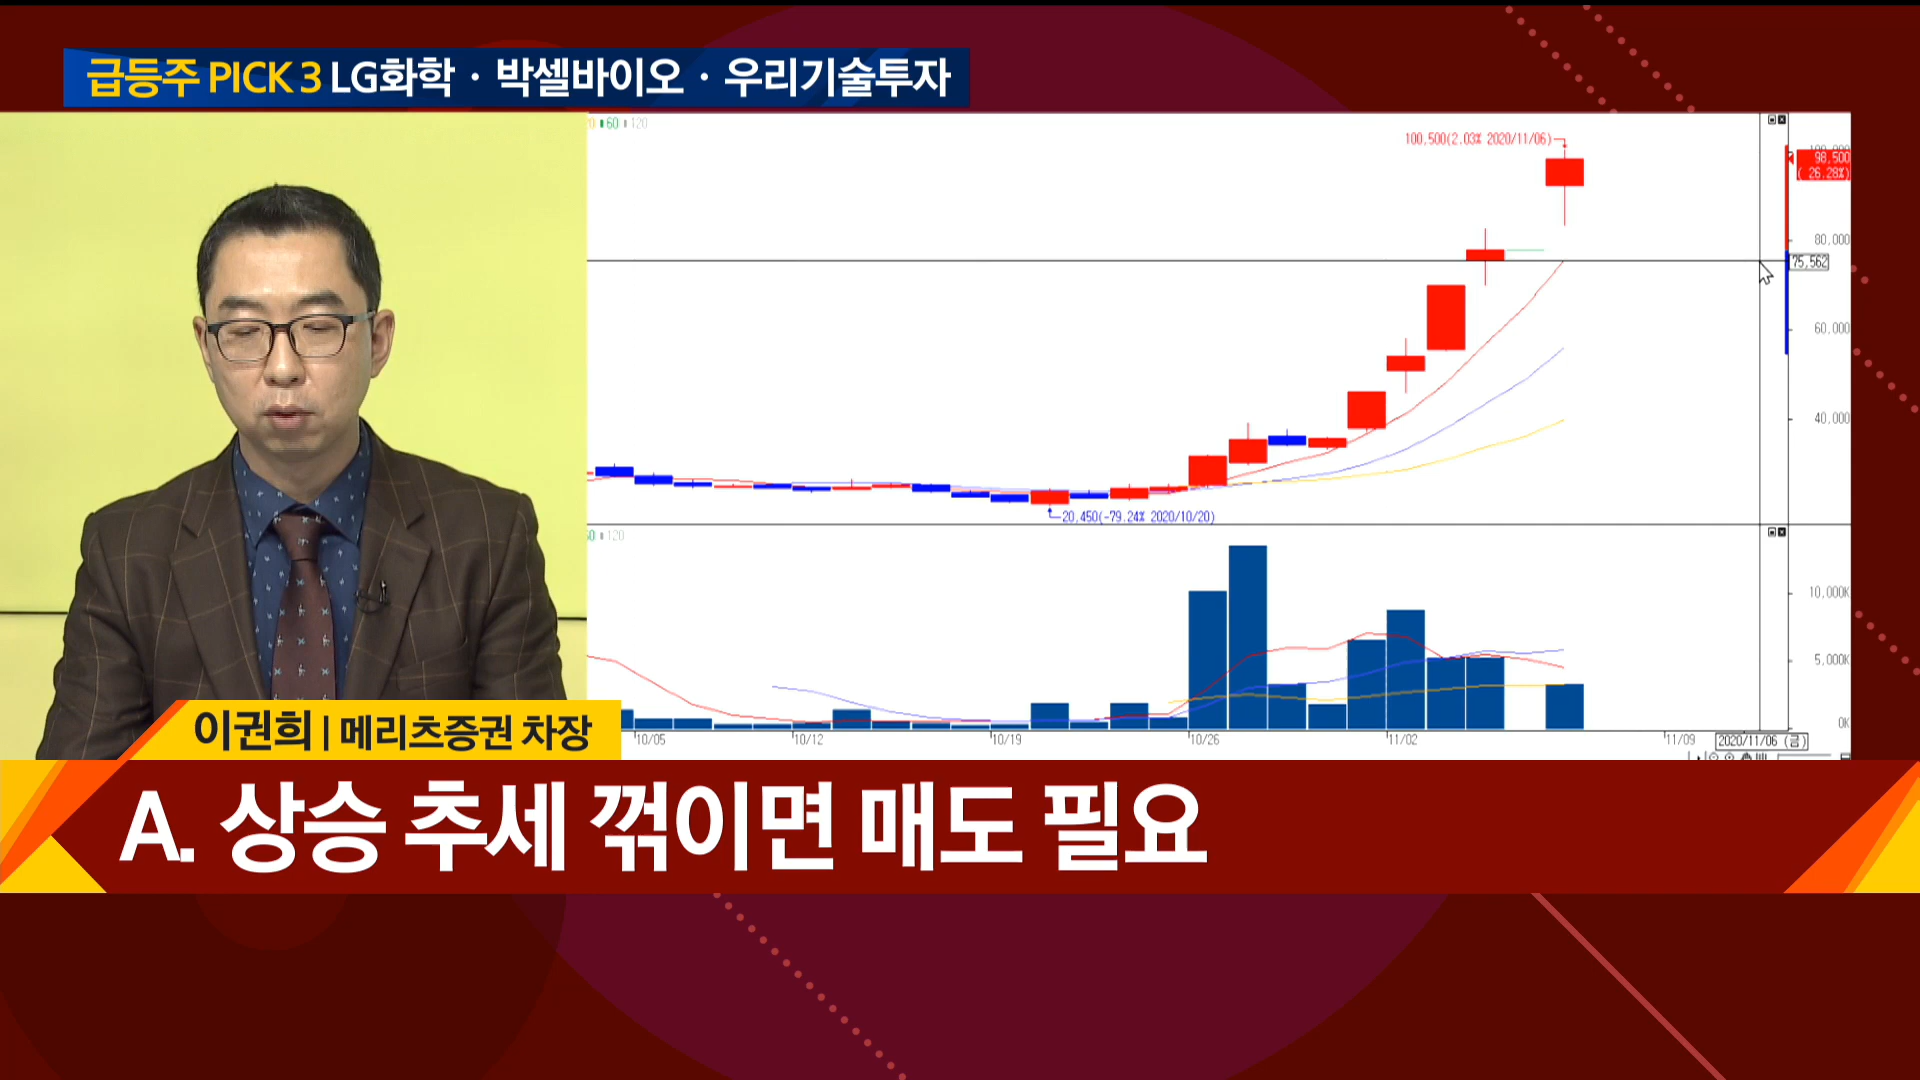 급등주 PICK 3 LG화학 · 박셀바이오 · 우리기술투자
60 120
100,500(2.03% 2020/11/06)
98,500
( 26.28%)
80,000
75,562
60,000
40,000
20,450(-79.24% 2020/10/20)
120
10,000K
5,000K
0K
10/05 10/12 10/19 10/26 11/02 11/09 2020/11/06 (금)
이권희 | 메리츠증권 차장
A. 상승 추세 꺾이면 매도 필요